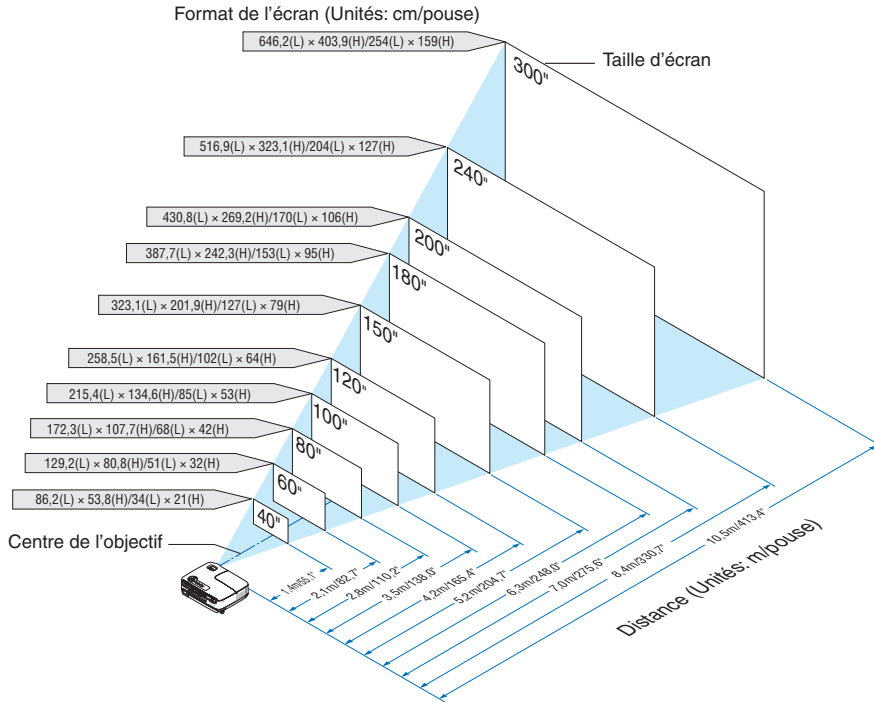 Format de l'écran (Unités: cm/pouse)
646,2(L) × 403,9(H)/254(L) × 159(H)
Taille d'écran
300"
516,9(L) × 323,1(H)/204(L) × 127(H)
240"
430,8(L) × 269,2(H)/170(L) × 106(H)
200"
387,7(L) × 242,3(H)/153(L) × 95(H)
180"
323,1(L) × 201,9(H)/127(L) × 79(H)
150"
258,5(L) × 161,5(H)/102(L) × 64(H)
120"
215,4(L) × 134,6(H)/85(L) × 53(H)
100"
172,3(L) × 107,7(H)/68(L) × 42(H)
80"
129,2(L) × 80,8(H)/51(L) × 32(H)
60"
86,2(L) × 53,8(H)/34(L) × 21(H)
40"
Centre de l'objectif
1,4m/55,1"
2,1m/82,7"
2,8m/110,2"
3,5m/138,0"
4,2m/165,4"
5,2m/204,7"
6,3m/248,0"
7,0m/275,6"
8,4m/330,7"
10,5m/413,4"
Distance (Unités: m/pouse)